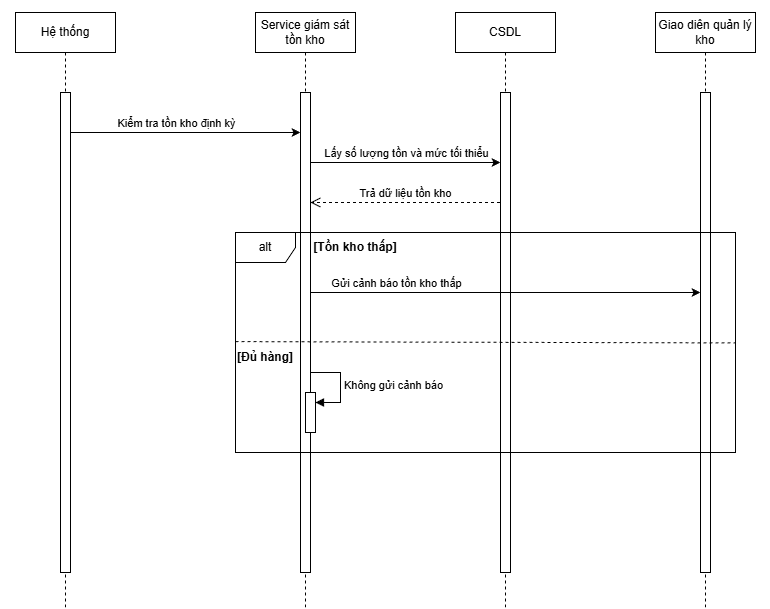 Hệ thống
Service giám sát
tồn kho
CSDL
Giao diên quản lý
kho
Kiểm tra tồn kho định kỳ
Lấy số lượng tồn và mức tối thiểu
Trả dữ liệu tồn kho
alt
[Tồn kho thấp]
Gửi cảnh báo tồn kho thấp
[Đủ hàng]
Không gửi cảnh báo